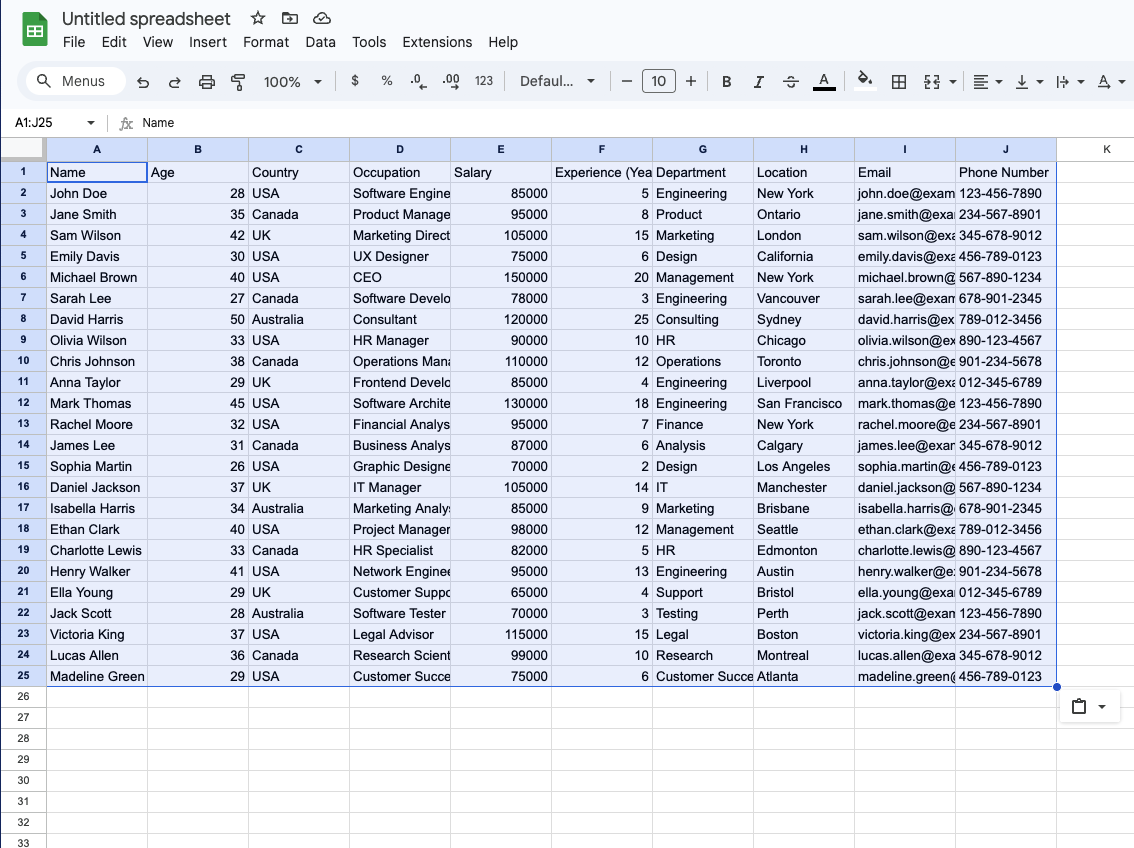 Untitled spreadsheet
File Edit View Insert Format Data Tools Extensions Help
Menus 100% $ % .0 .00 123 Defaul... − 10 + B I S A A
A1:J25 fx Name
A B C D E F G H I J K
1 Name Age Country Occupation Salary Experience (Yea Department Location Email Phone Number
2 John Doe 28 USA Software Engine 85000 5 Engineering New York john.doe@exam 123-456-7890
3 Jane Smith 35 Canada Product Manage 95000 8 Product Ontario jane.smith@exa 234-567-8901
4 Sam Wilson 42 UK Marketing Direct 105000 15 Marketing London sam.wilson@exa 345-678-9012
5 Emily Davis 30 USA UX Designer 75000 6 Design California emily.davis@exa 456-789-0123
6 Michael Brown 40 USA CEO 150000 20 Management New York michael.brown@ 567-890-1234
7 Sarah Lee 27 Canada Software Develo 78000 3 Engineering Vancouver sarah.lee@exam 678-901-2345
8 David Harris 50 Australia Consultant 120000 25 Consulting Sydney david.harris@ex 789-012-3456
9 Olivia Wilson 33 USA HR Manager 90000 10 HR Chicago olivia.wilson@ex 890-123-4567
10 Chris Johnson 38 Canada Operations Mana 110000 12 Operations Toronto chris.johnson@e 901-234-5678
11 Anna Taylor 29 UK Frontend Develo 85000 4 Engineering Liverpool anna.taylor@exa 012-345-6789
12 Mark Thomas 45 USA Software Archite 130000 18 Engineering San Francisco mark.thomas@e 123-456-7890
13 Rachel Moore 32 USA Financial Analys 95000 7 Finance New York rachel.moore@e 234-567-8901
14 James Lee 31 Canada Business Analys 87000 6 Analysis Calgary james.lee@exam 345-678-9012
15 Sophia Martin 26 USA Graphic Designe 70000 2 Design Los Angeles sophia.martin@e 456-789-0123
16 Daniel Jackson 37 UK IT Manager 105000 14 IT Manchester daniel.jackson@ 567-890-1234
17 Isabella Harris 34 Australia Marketing Analys 85000 9 Marketing Brisbane isabella.harris@ 678-901-2345
18 Ethan Clark 40 USA Project Manager 98000 12 Management Seattle ethan.clark@exa 789-012-3456
19 Charlotte Lewis 33 Canada HR Specialist 82000 5 HR Edmonton charlotte.lewis@ 890-123-4567
20 Henry Walker 41 USA Network Enginee 95000 13 Engineering Austin henry.walker@e 901-234-5678
21 Ella Young 29 UK Customer Suppo 65000 4 Support Bristol ella.young@exa 012-345-6789
22 Jack Scott 28 Australia Software Tester 70000 3 Testing Perth jack.scott@exam 123-456-7890
23 Victoria King 37 USA Legal Advisor 115000 15 Legal Boston victoria.king@ex 234-567-8901
24 Lucas Allen 36 Canada Research Scient 99000 10 Research Montreal lucas.allen@exa 345-678-9012
25 Madeline Green 29 USA Customer Succe 75000 6 Customer Succe Atlanta madeline.green@ 456-789-0123
26
27
28
29
30
31
32
33